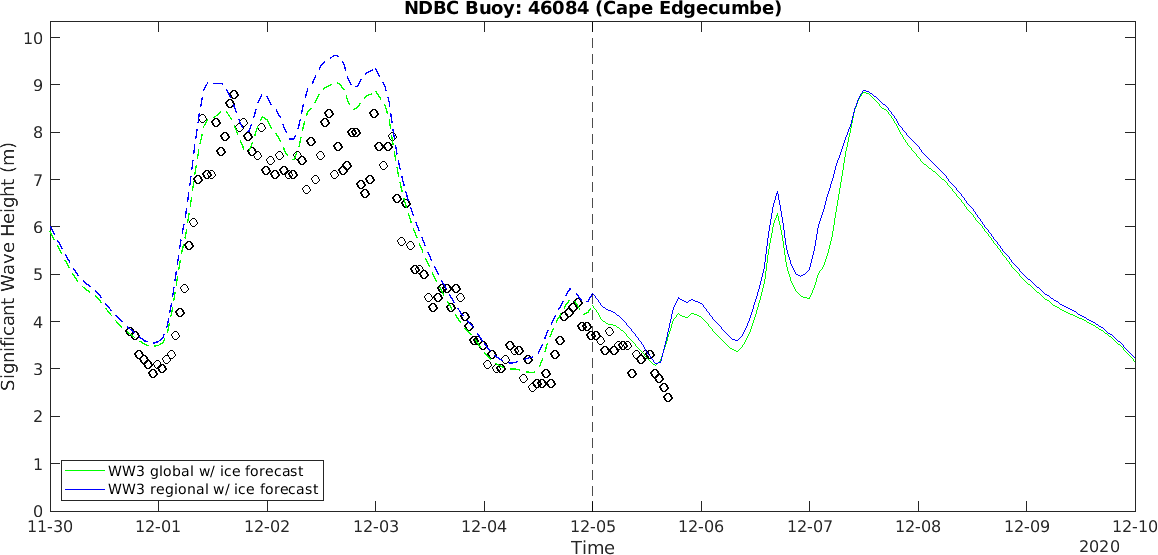 NDBC Buoy: 46084 (Cape Edgecumbe)
10
9
8
7
6
5
4
3
2
1
0
Significant Wave Height (m)
WW3 global w/ ice forecast
WW3 regional w/ ice forecast
11-30 12-01 12-02 12-03 12-04 12-05 12-06 12-07 12-08 12-09 12-10
Time
2020